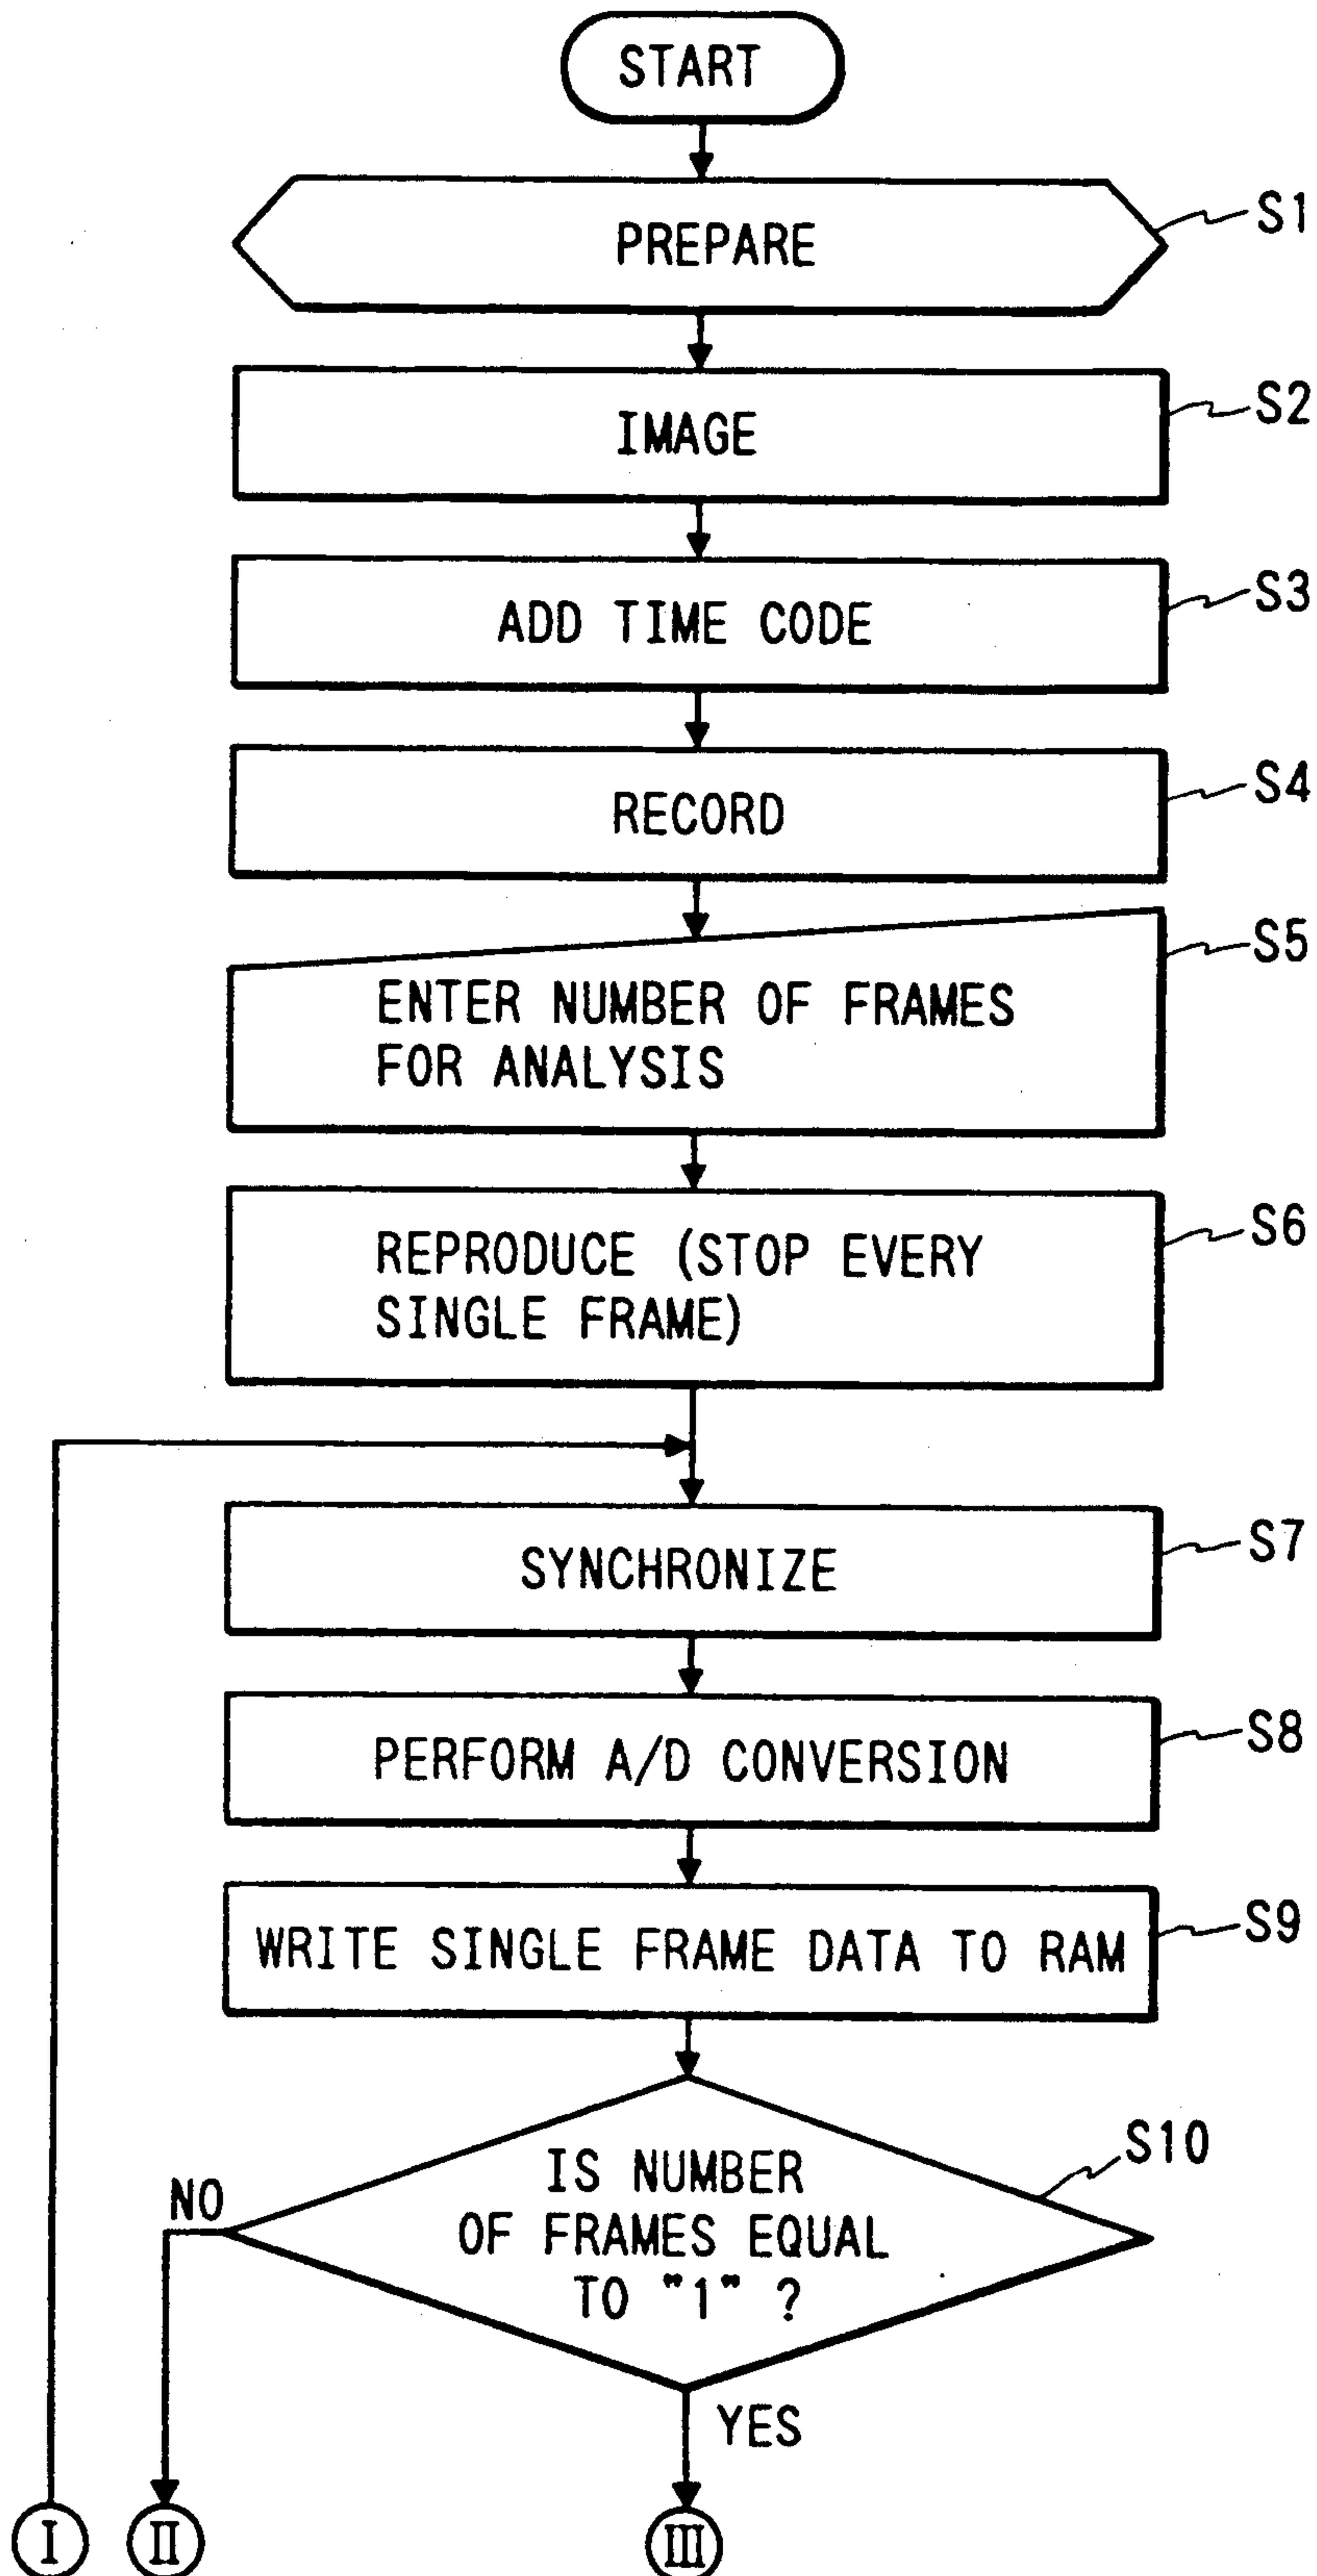 START
PREPARE
S1
IMAGE
S2
ADD TIME CODE
S3
RECORD
S4
ENTER NUMBER OF FRAMES
FOR ANALYSIS
S5
REPRODUCE (STOP EVERY
SINGLE FRAME)
S6
SYNCHRONIZE
S7
PERFORM A/D CONVERSION
S8
WRITE SINGLE FRAME DATA TO RAM
S9
IS NUMBER
OF FRAMES EQUAL
TO "1" ?
S10
NO
YES
I
II
III